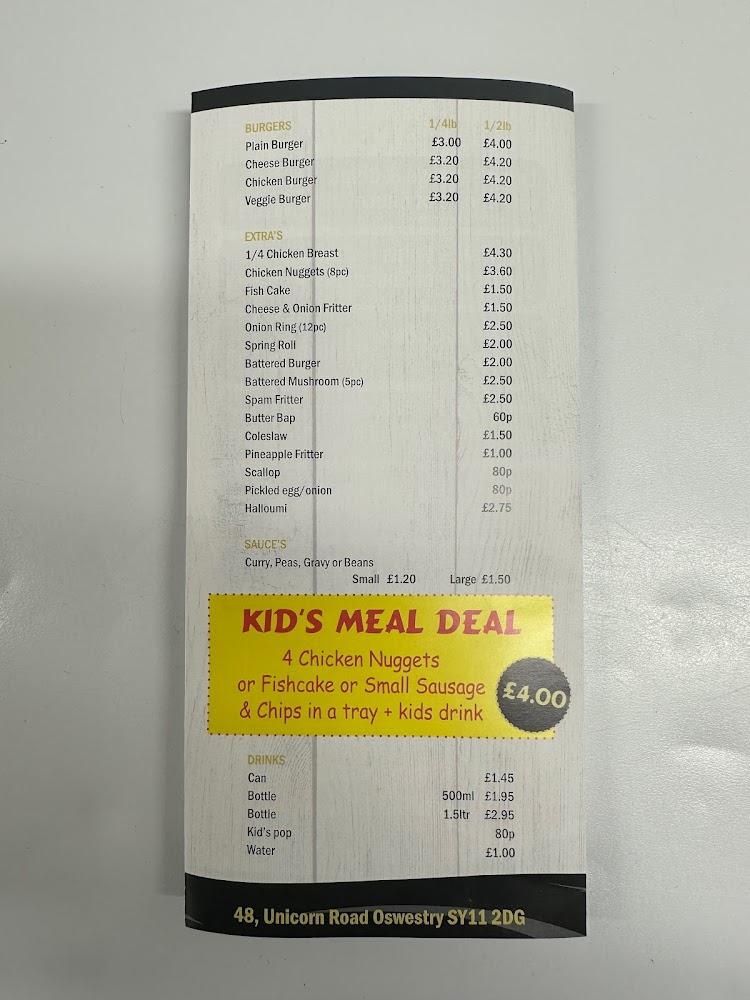 BURGERS 1/4lb 1/2lb
Plain Burger £3.00 £4.00
Cheese Burger £3.20 £4.20
Chicken Burger £3.20 £4.20
Veggie Burger £3.20 £4.20
EXTRA'S
1/4 Chicken Breast £4.30
Chicken Nuggets (8pc) £3.60
Fish Cake £1.50
Cheese & Onion Fritter £1.50
Onion Ring (12pc) £2.50
Spring Roll £2.00
Battered Burger £2.00
Battered Mushroom (5pc) £2.50
Spam Fritter £2.50
Butter Bap 60p
Coleslaw £1.50
Pineapple Fritter £1.00
Scallop 80p
Pickled egg/onion 80p
Halloumi £2.75
SAUCE'S
Curry, Peas, Gravy or Beans
Small £1.20 Large £1.50
KID'S MEAL DEAL
4 Chicken Nuggets
or Fishcake or Small Sausage
& Chips in a tray + kids drink
£4.00
DRINKS
Can £1.45
Bottle 500ml £1.95
Bottle 1.5ltr £2.95
Kid's pop 80p
Water £1.00
48, Unicorn Road Oswestry SY11 2DG